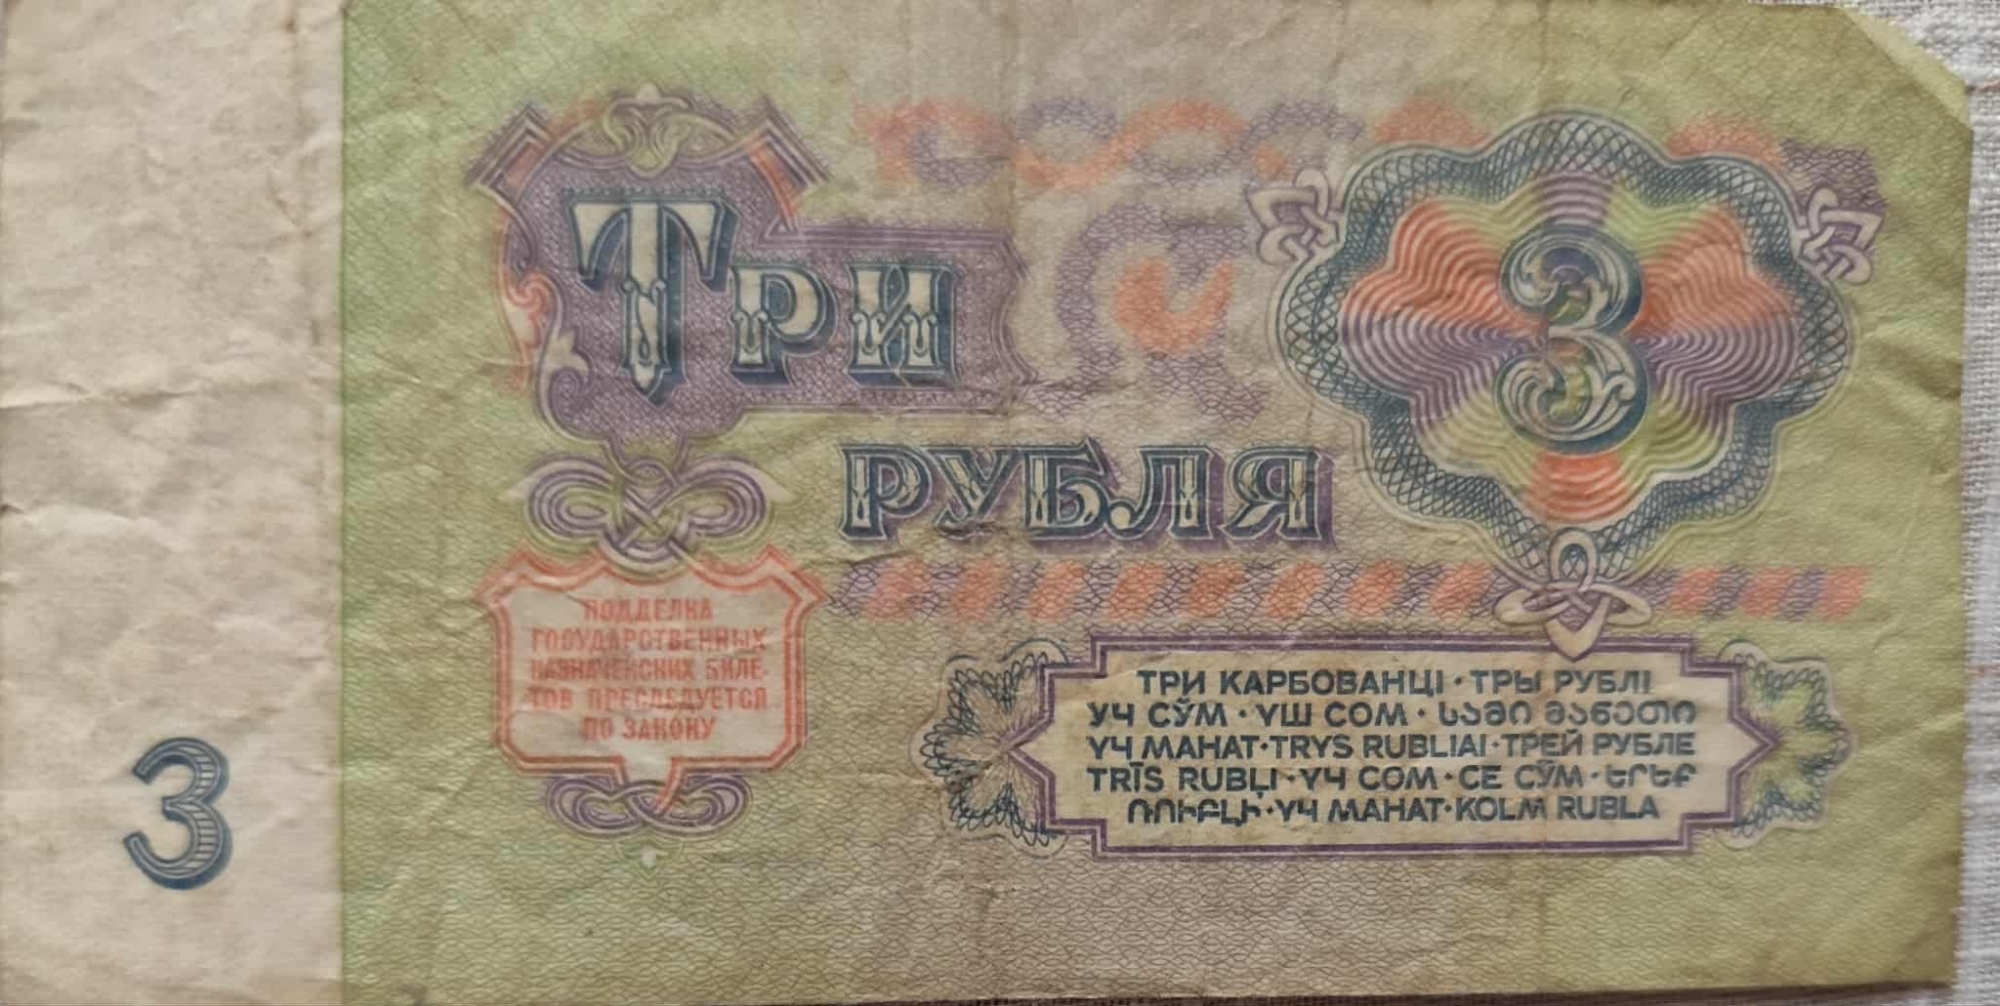 Три
3
РУБЛЯ
ПОДДЕЛКА
ГОСУДАРСТВЕННЫХ
КАЗНАЧЕЙСКИХ БИЛЕ-
ТОВ ПРЕСЛЕДУЕТСЯ
ПО ЗАКОНУ
ТРИ КАРБОВАНЦІ · ТРЫ РУБЛІ
УЧ СЎМ · ҮШ СОМ · ᲡᲐᲛᲘ ᲛᲐᲜᲔᲗᲘ
ҮЧ МАНАТ · TRYS RUBLIAI · ТРЕЙ РУБЛЕ
TRĪS RUBĻI · ҮЧ СОМ · СЕ СӮМ · ԵՐԵՔ
ՌՈՒԲԼԻ · ҮЧ МАНАТ · KOLM RUBLA
3